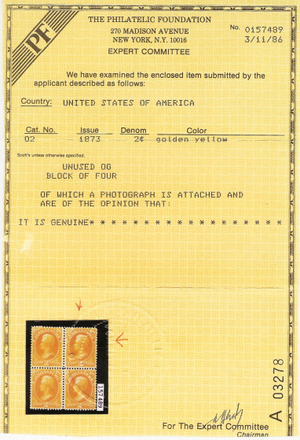 THE PHILATELIC FOUNDATION
270 MADISON AVENUE
NEW YORK, N.Y. 10016
EXPERT COMMITTEE
No. 0157489
3/11/86
PF
We have examined the enclosed item submitted by the
applicant described as follows:
Country: UNITED STATES OF AMERICA
Cat. No. Issue Denom Color
O2 1873 2¢ golden yellow
Scott's unless otherwise specified.
UNUSED OG
BLOCK OF FOUR
OF WHICH A PHOTOGRAPH IS ATTACHED AND
ARE OF THE OPINION THAT:
IT IS GENUINE* * * * * * * * * * * * * * * * * * * *
157489
A 03278
For The Expert Committee
Chairman